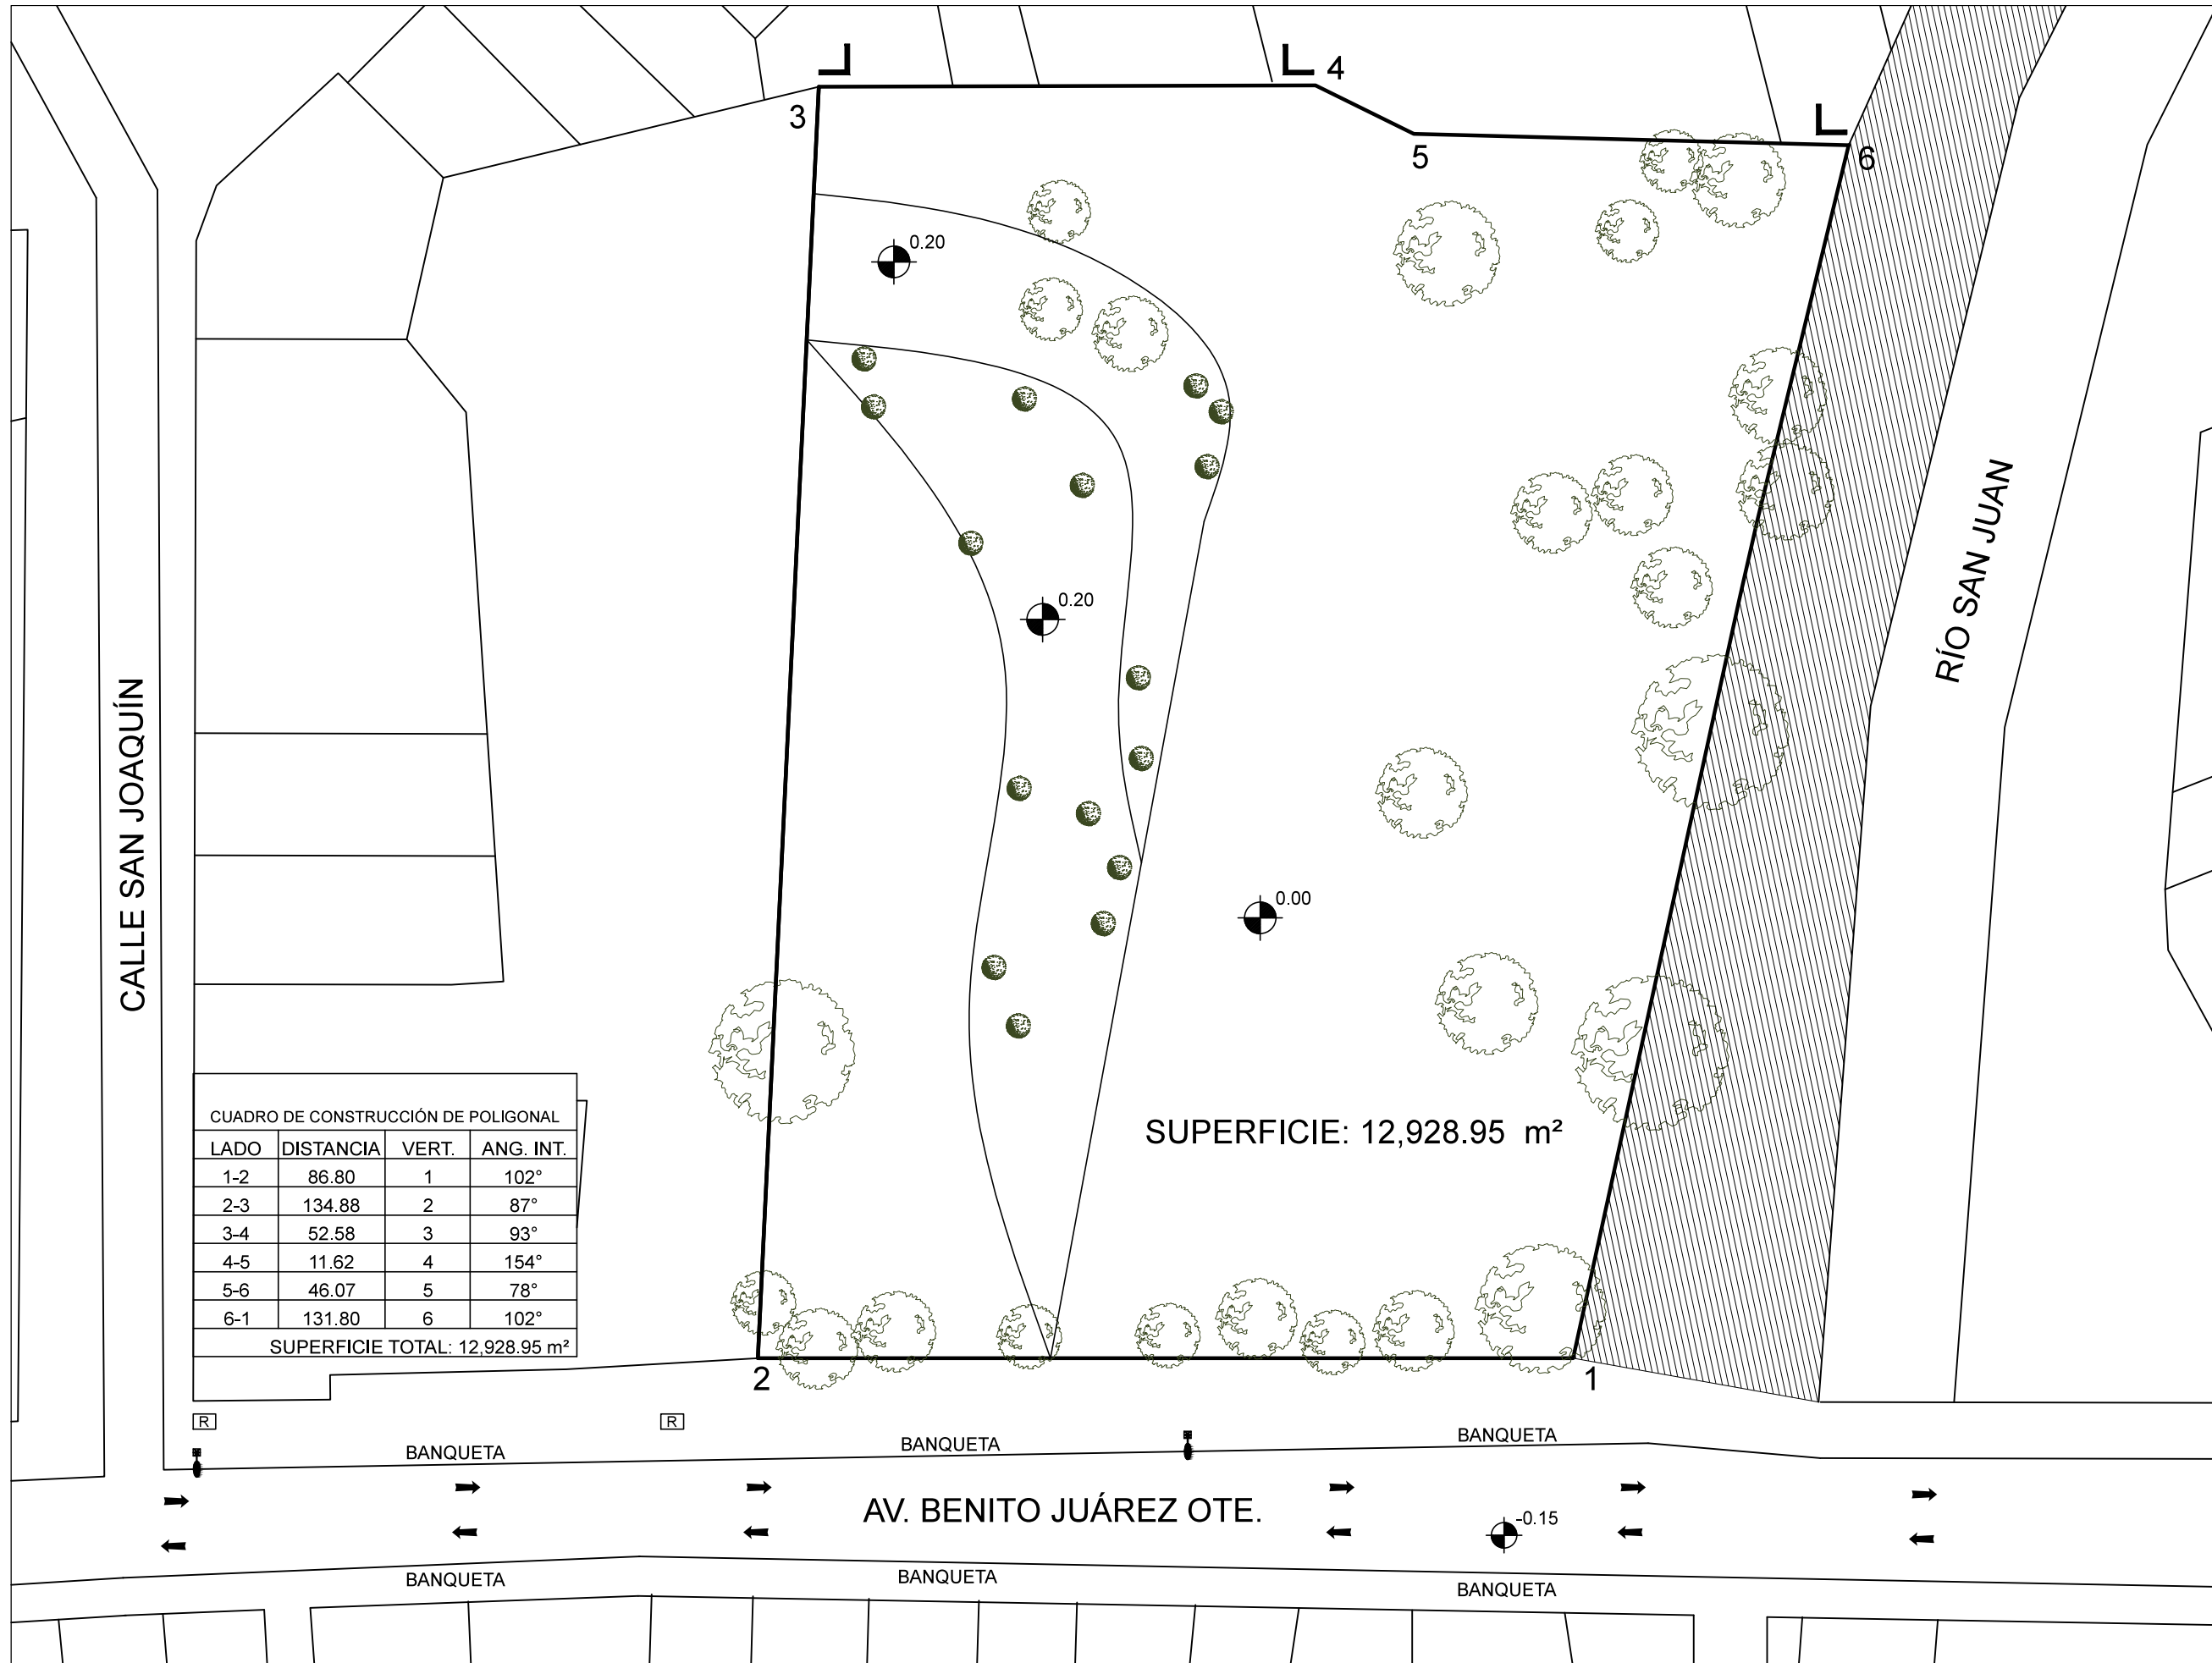 4
3
5
6
0.20
0.20
RÍO SAN JUAN
CALLE SAN JOAQUÍN
0.00
SUPERFICIE: 12,928.95 m²
CUADRO DE CONSTRUCCIÓN DE POLIGONAL
LADO DISTANCIA VERT. ANG. INT.
1-2 86.80 1 102°
2-3 134.88 2 87°
3-4 52.58 3 93°
4-5 11.62 4 154°
5-6 46.07 5 78°
6-1 131.80 6 102°
SUPERFICIE TOTAL: 12,928.95 m²
2
1
R
R
BANQUETA
BANQUETA
BANQUETA
AV. BENITO JUÁREZ OTE.
-0.15
BANQUETA
BANQUETA
BANQUETA